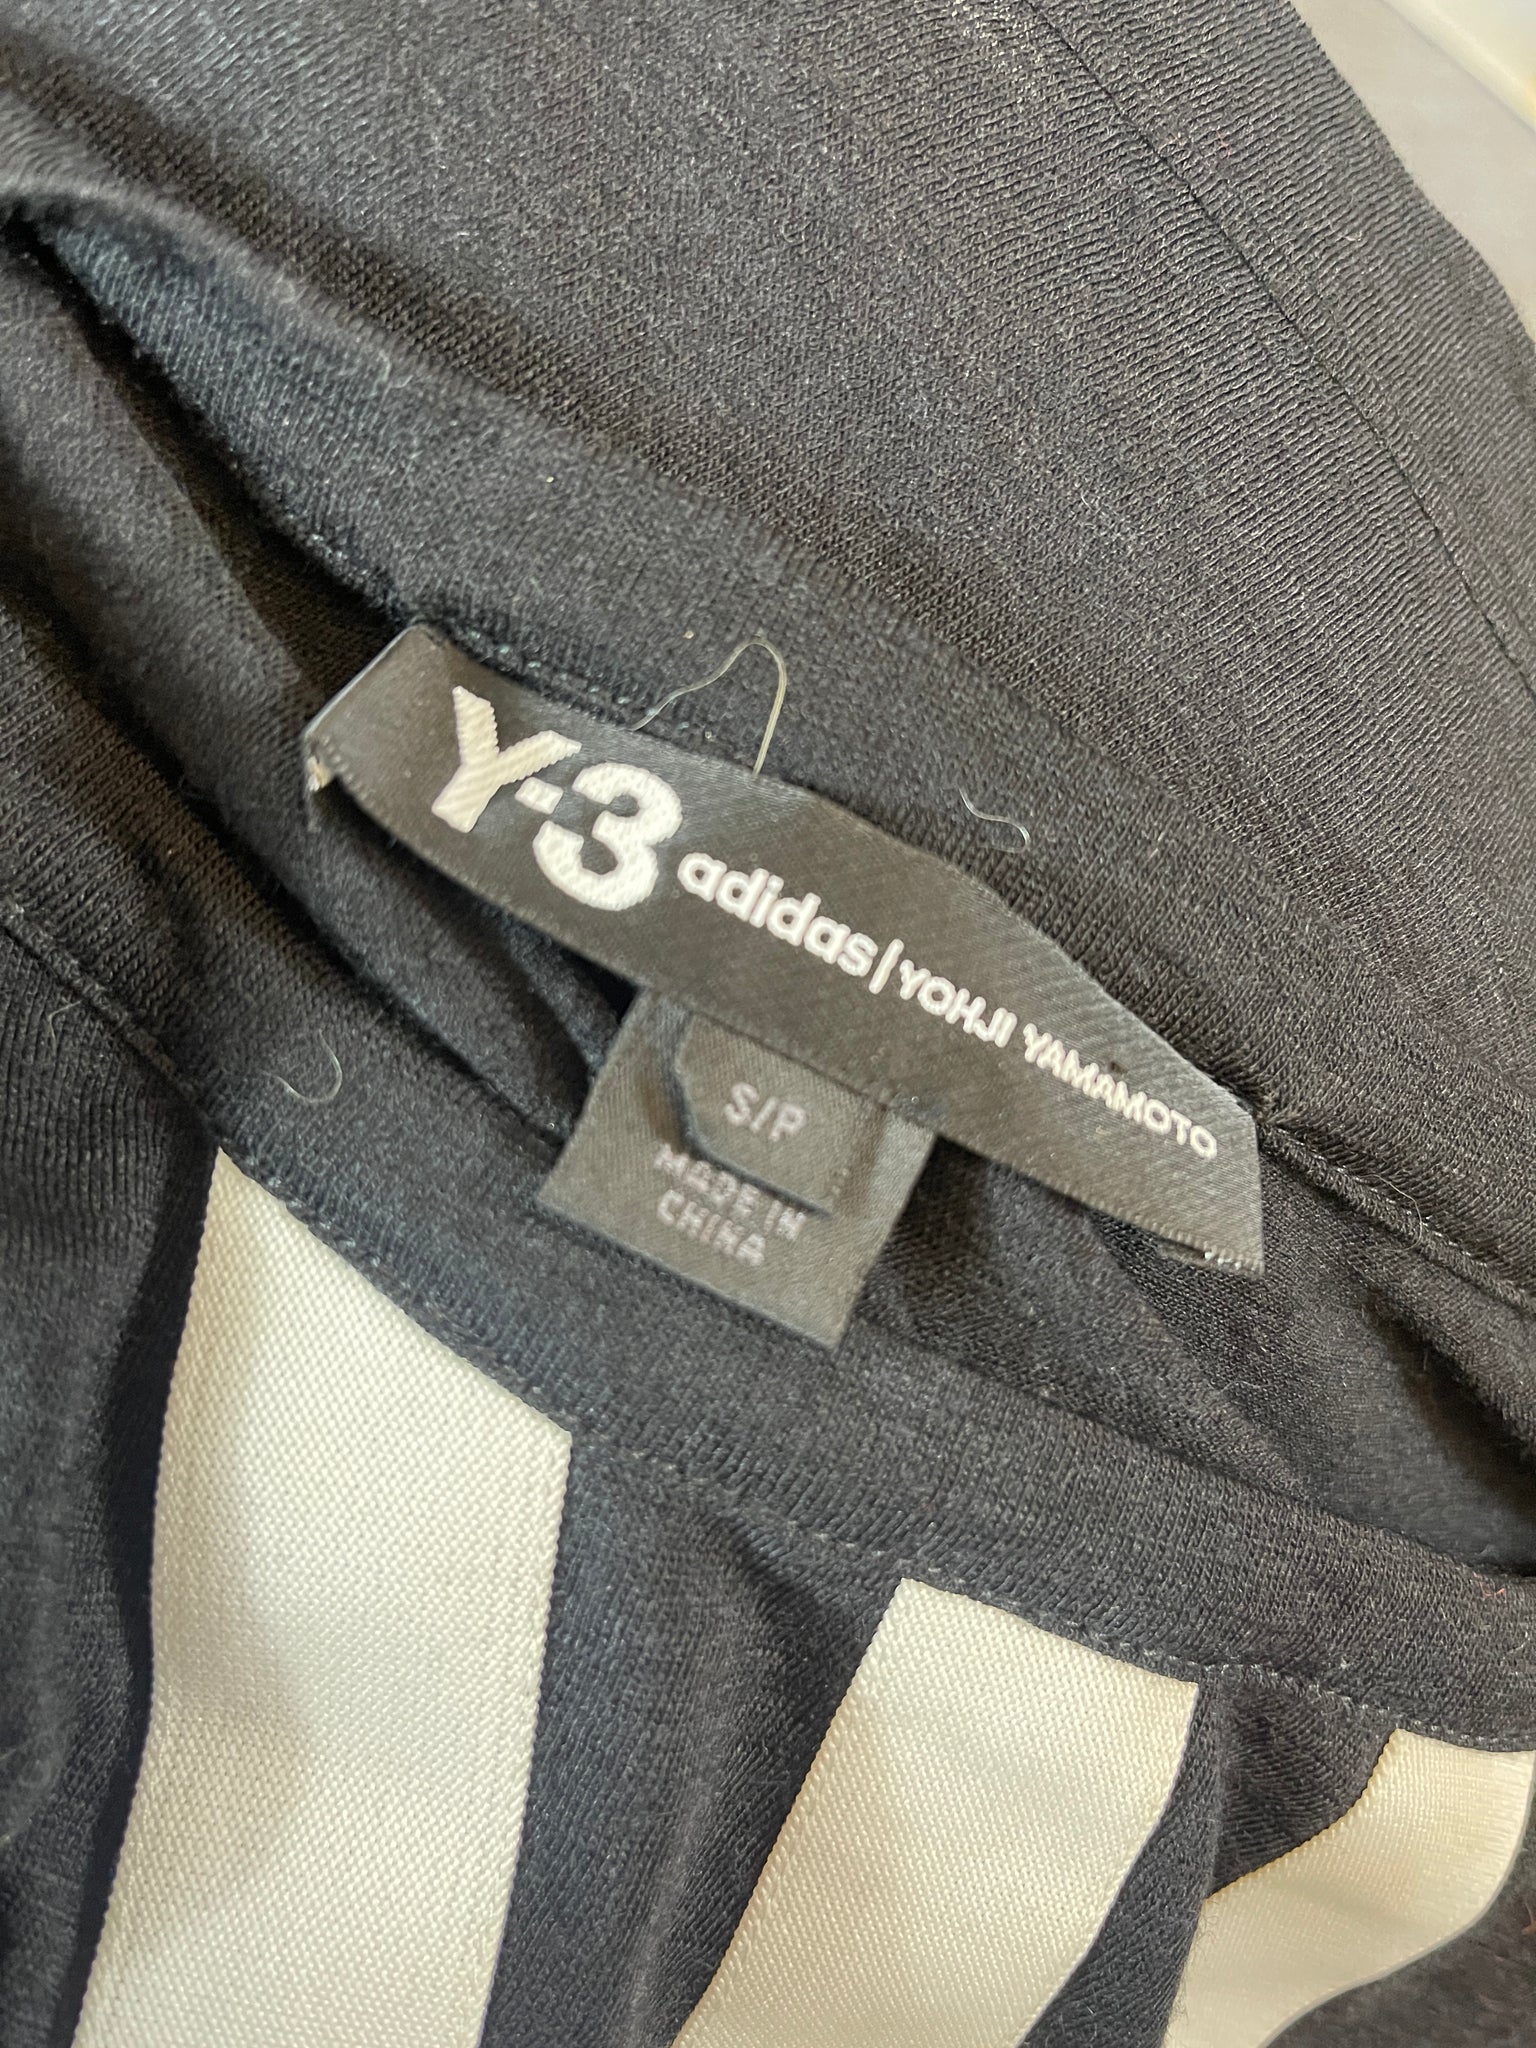 Y-3 adidas | YOHJI YAMAMOTO
S/P
MADE IN
CHINA